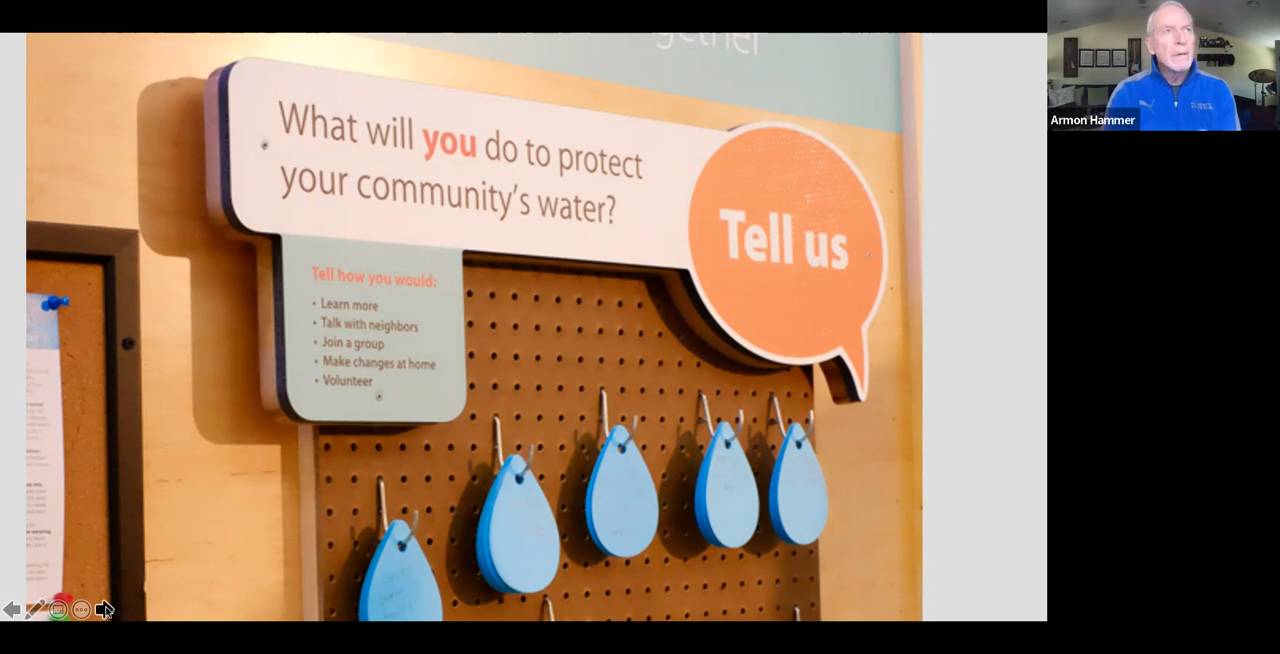 gether
What will you do to protect
your community's water?
Tell us
Tell how you would:
• Learn more
• Talk with neighbors
• Join a group
• Make changes at home
• Volunteer
Armon Hammer